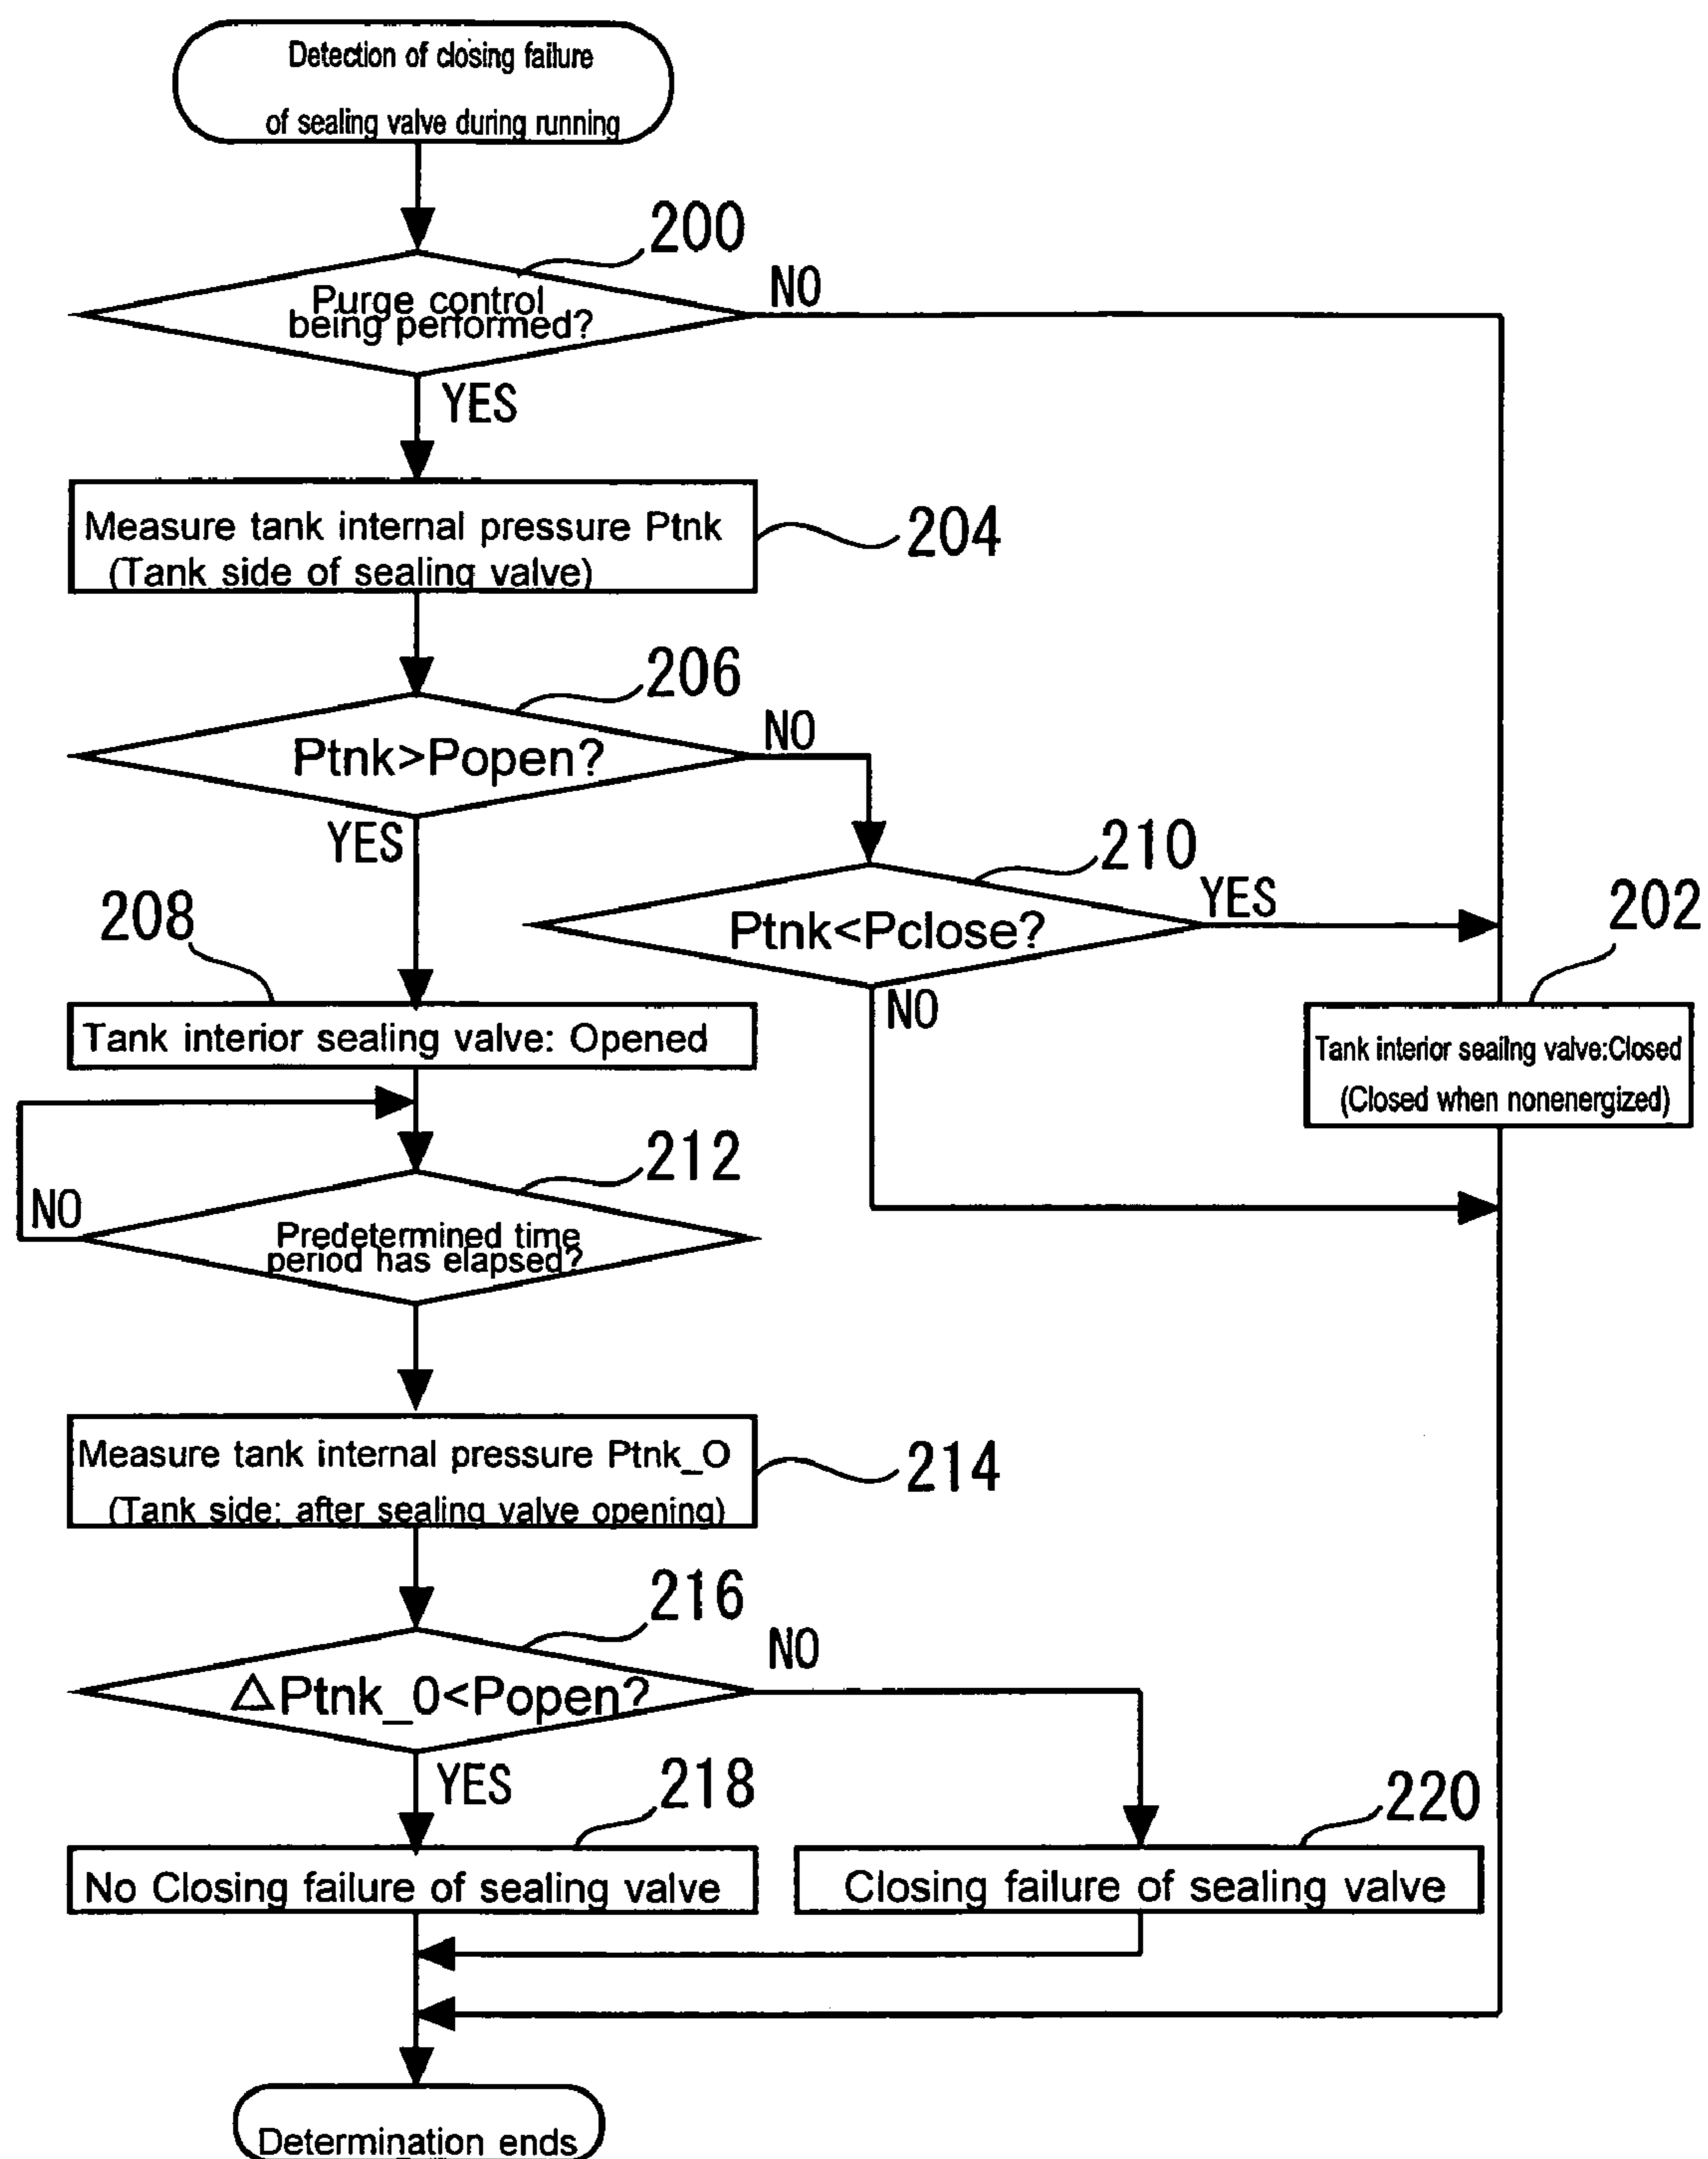 Detection of closing failure
of sealing valve during running
200
Purge control
being performed?
NO
YES
Measure tank internal pressure Ptnk
(Tank side of sealing valve)
204
206
Ptnk>Popen?
NO
YES
210
Ptnk<Pclose?
YES
NO
202
Tank interior seailng valve:Closed
(Closed when nonenergized)
208
Tank interior sealing valve: Opened
212
NO
Predetermined time
period has elapsed?
Measure tank internal pressure Ptnk_O
(Tank side: after sealing valve opening)
214
216
△Ptnk_0<Popen?
NO
YES
218
No Closing failure of sealing valve
220
Closing failure of sealing valve
Determination ends